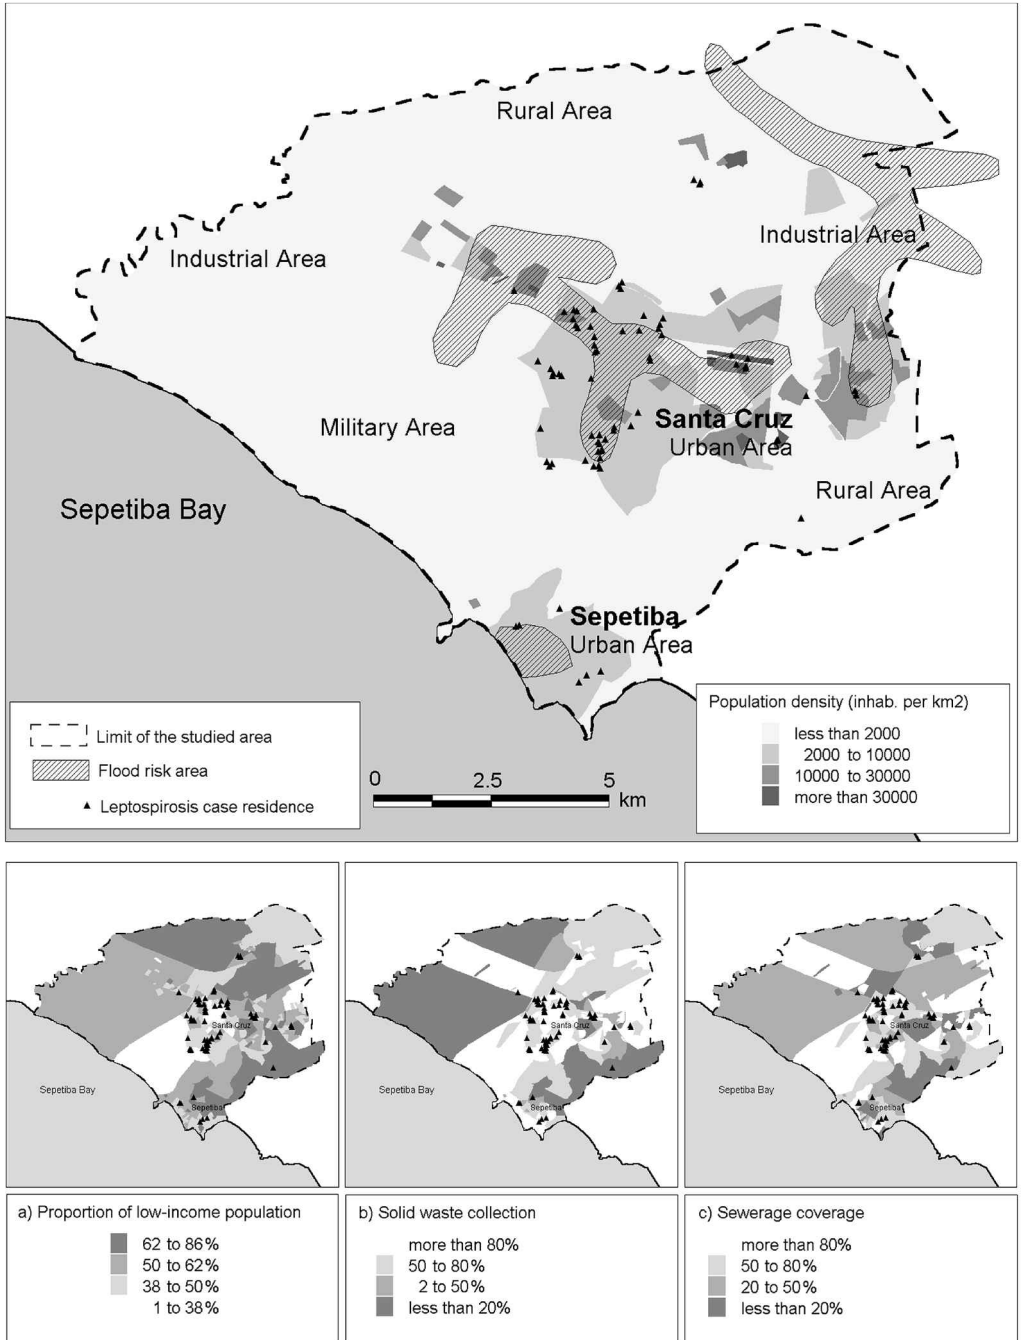 Rural Area
Industrial Area
Industrial Area
Military Area
Santa Cruz
Urban Area
Rural Area
Sepetiba Bay
Sepetiba
Urban Area
Limit of the studied area
Flood risk area
Leptospirosis case residence
0 2.5 5
km
Population density (inhab. per km2)
less than 2000
2000 to 10000
10000 to 30000
more than 30000
Santa Cruz
Sepetiba Bay
Sepetiba
Santa Cruz
Sepetiba Bay
Sepetiba
Santa Cruz
Sepetiba Bay
Sepetiba
a) Proportion of low-income population
62 to 86%
50 to 62%
38 to 50%
1 to 38%
b) Solid waste collection
more than 80%
50 to 80%
2 to 50%
less than 20%
c) Sewerage coverage
more than 80%
50 to 80%
20 to 50%
less than 20%